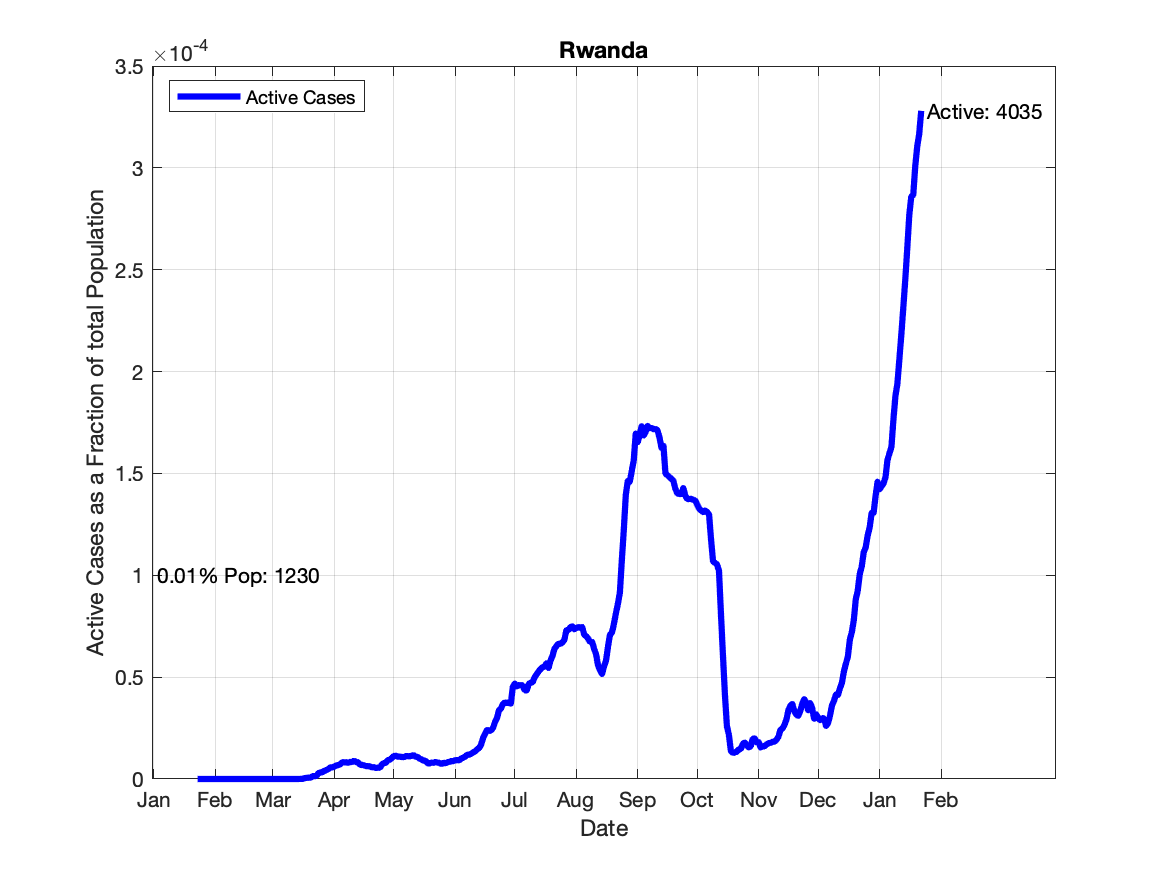 Rwanda
×10-4
3.5
3
2.5
2
1.5
1
0.5
0
Active Cases as a Fraction of total Population
Active Cases
Active: 4035
0.01% Pop: 1230
Jan Feb Mar Apr May Jun Jul Aug Sep Oct Nov Dec Jan Feb
Date